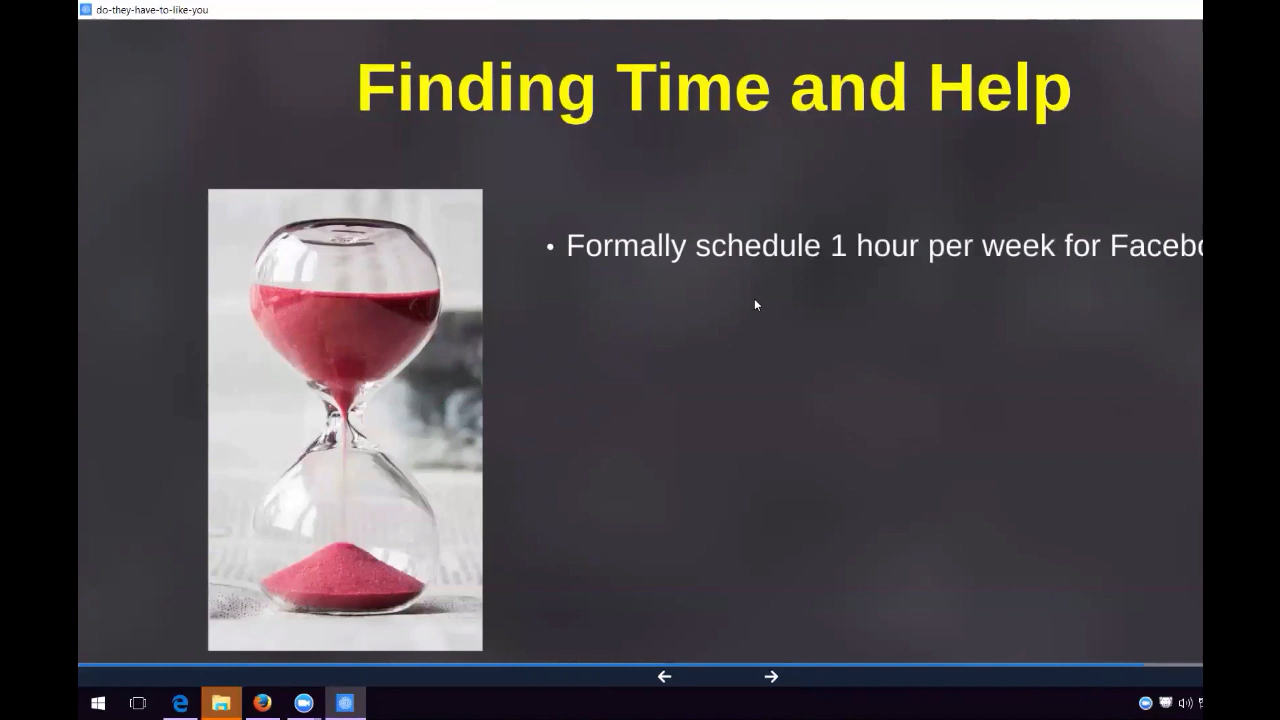 do-they-have-to-like-you
Finding Time and Help
• Formally schedule 1 hour per week for Facebo